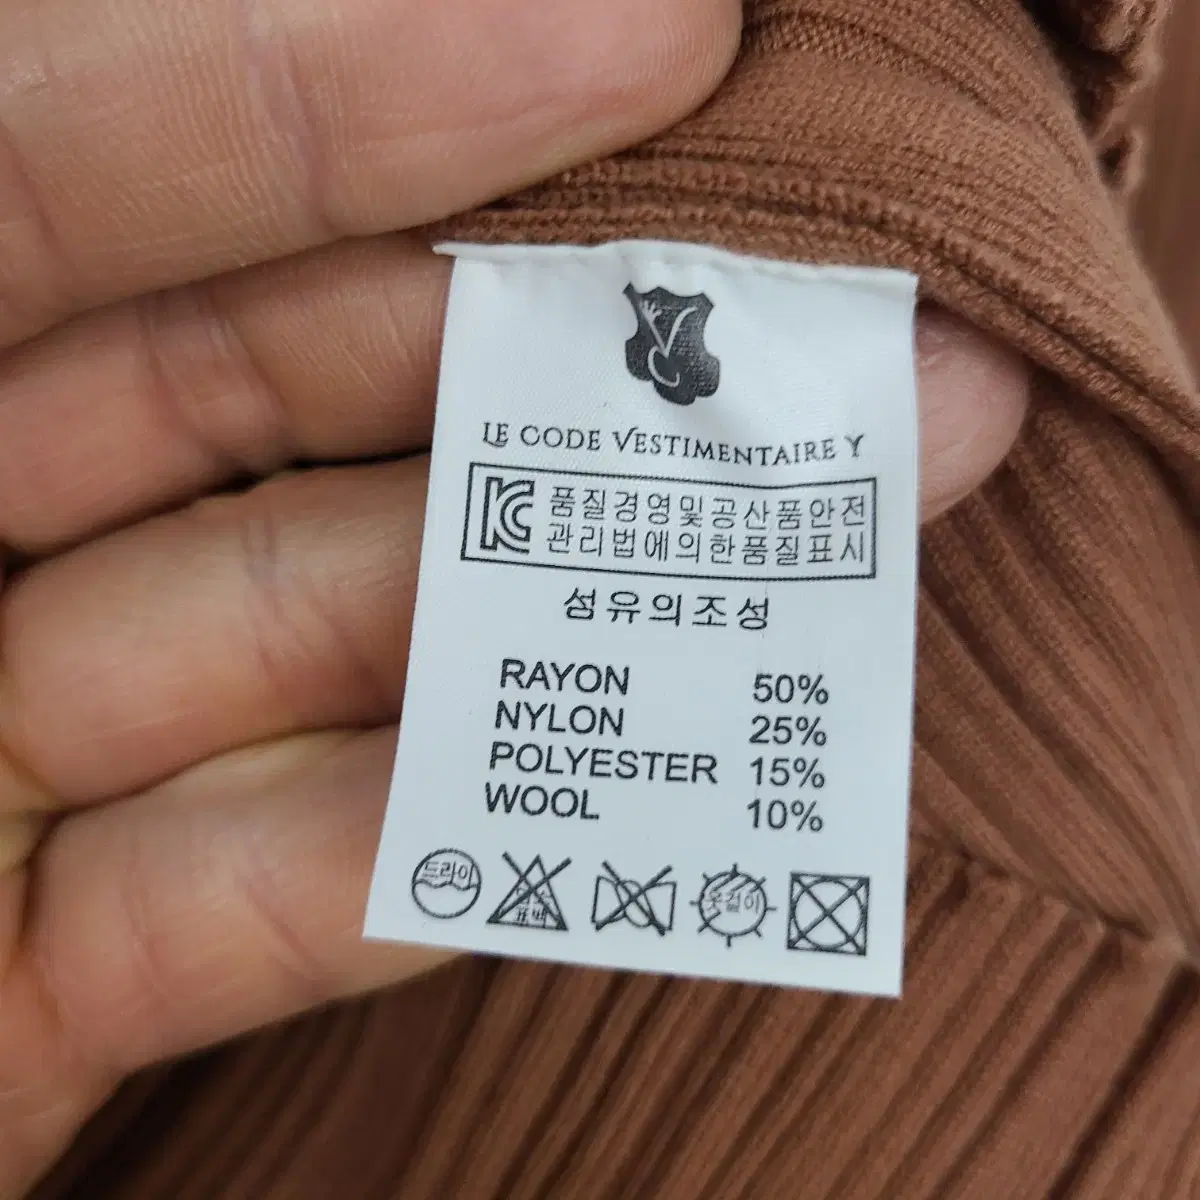 VC
LE CODE VESTIMENTAIRE Y
KC 품질경영및공산품안전
관리법에의한품질표시
섬유의조성
RAYON 50%
NYLON 25%
POLYESTER 15%
WOOL 10%
드라이 표백 옷걸이